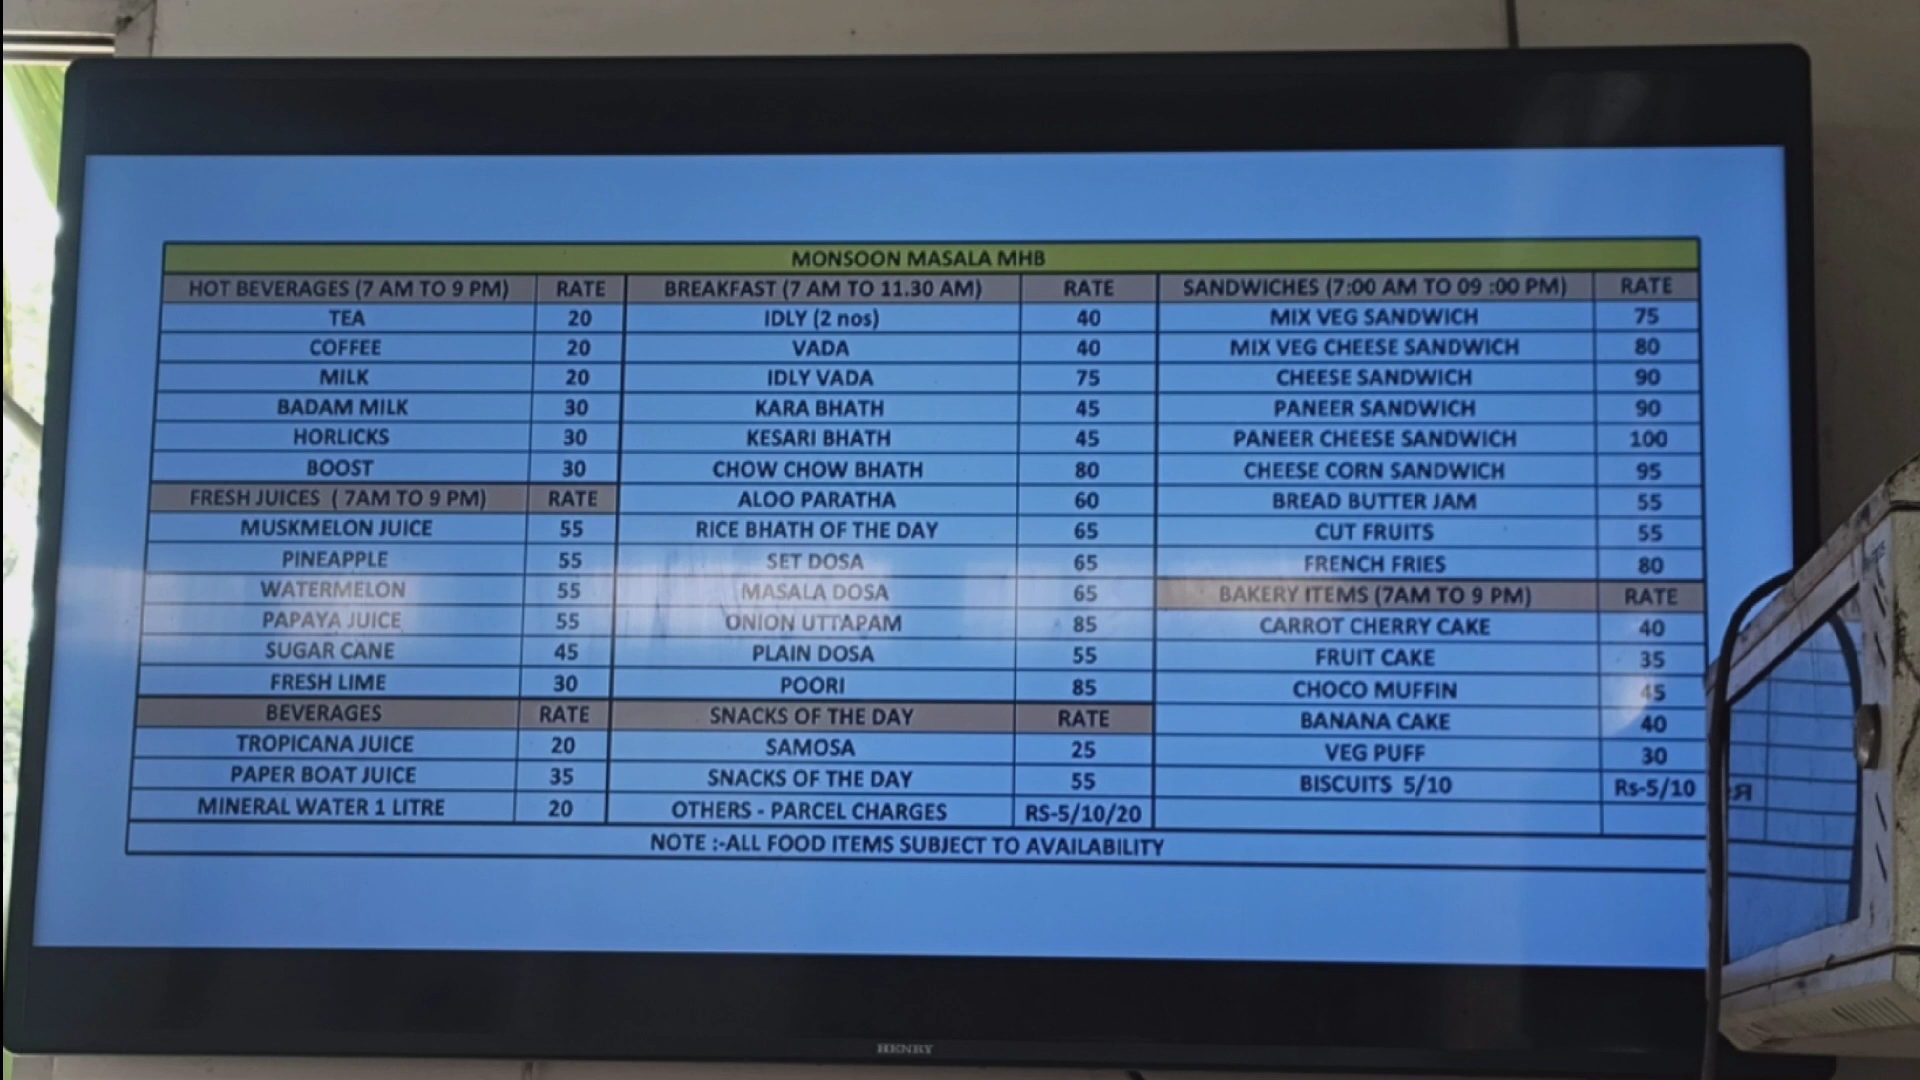 MONSOON MASALA MHB
HOT BEVERAGES (7 AM TO 9 PM) RATE BREAKFAST (7 AM TO 11.30 AM) RATE SANDWICHES (7:00 AM TO 09 :00 PM) RATE
TEA 20 IDLY (2 nos) 40 MIX VEG SANDWICH 75
COFFEE 20 VADA 40 MIX VEG CHEESE SANDWICH 80
MILK 20 IDLY VADA 75 CHEESE SANDWICH 90
BADAM MILK 30 KARA BHATH 45 PANEER SANDWICH 90
HORLICKS 30 KESARI BHATH 45 PANEER CHEESE SANDWICH 100
BOOST 30 CHOW CHOW BHATH 80 CHEESE CORN SANDWICH 95
FRESH JUICES ( 7AM TO 9 PM) RATE ALOO PARATHA 60 BREAD BUTTER JAM 55
MUSKMELON JUICE 55 RICE BHATH OF THE DAY 65 CUT FRUITS 55
PINEAPPLE 55 SET DOSA 65 FRENCH FRIES 80
WATERMELON 55 MASALA DOSA 65 BAKERY ITEMS (7AM TO 9 PM) RATE
PAPAYA JUICE 55 ONION UTTAPAM 85 CARROT CHERRY CAKE 40
SUGAR CANE 45 PLAIN DOSA 55 FRUIT CAKE 35
FRESH LIME 30 POORI 85 CHOCO MUFFIN 45
BEVERAGES RATE SNACKS OF THE DAY RATE BANANA CAKE 40
TROPICANA JUICE 20 SAMOSA 25 VEG PUFF 30
PAPER BOAT JUICE 35 SNACKS OF THE DAY 55 BISCUITS 5/10 Rs-5/10
MINERAL WATER 1 LITRE 20 OTHERS - PARCEL CHARGES RS-5/10/20
NOTE :-ALL FOOD ITEMS SUBJECT TO AVAILABILITY
HENRY